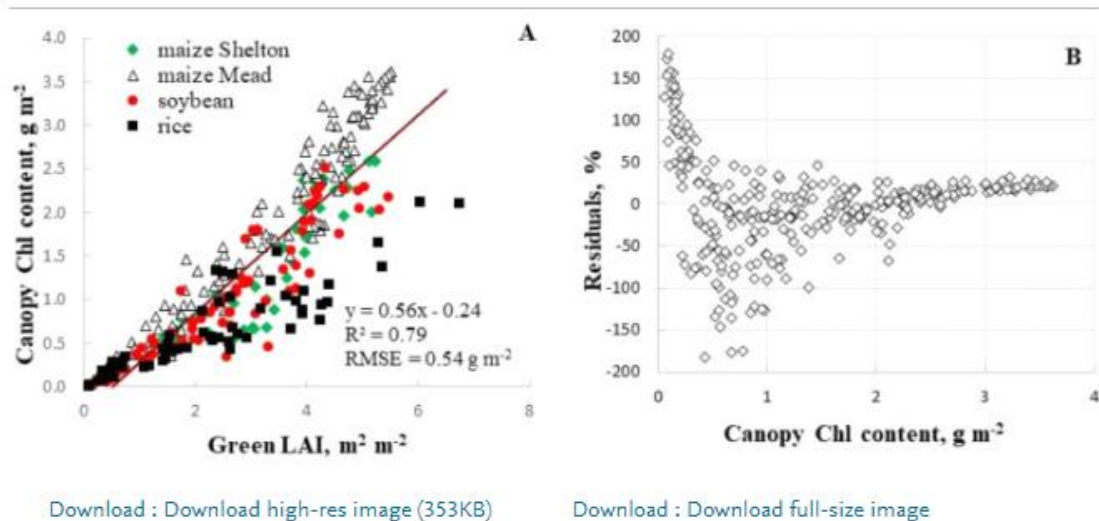 A
4.0
3.5
3.0
2.5
2.0
1.5
1.0
0.5
0.0
Canopy Chl content, g m⁻²
maize Shelton
maize Mead
soybean
rice
y = 0.56x - 0.24
R² = 0.79
RMSE = 0.54 g m⁻²
0 2 4 6 8
Green LAI, m² m⁻²
B
200
150
100
50
0
-50
-100
-150
-200
Residuals, %
0 1 2 3 4
Canopy Chl content, g m⁻²
Download : Download high-res image (353KB)
Download : Download full-size image